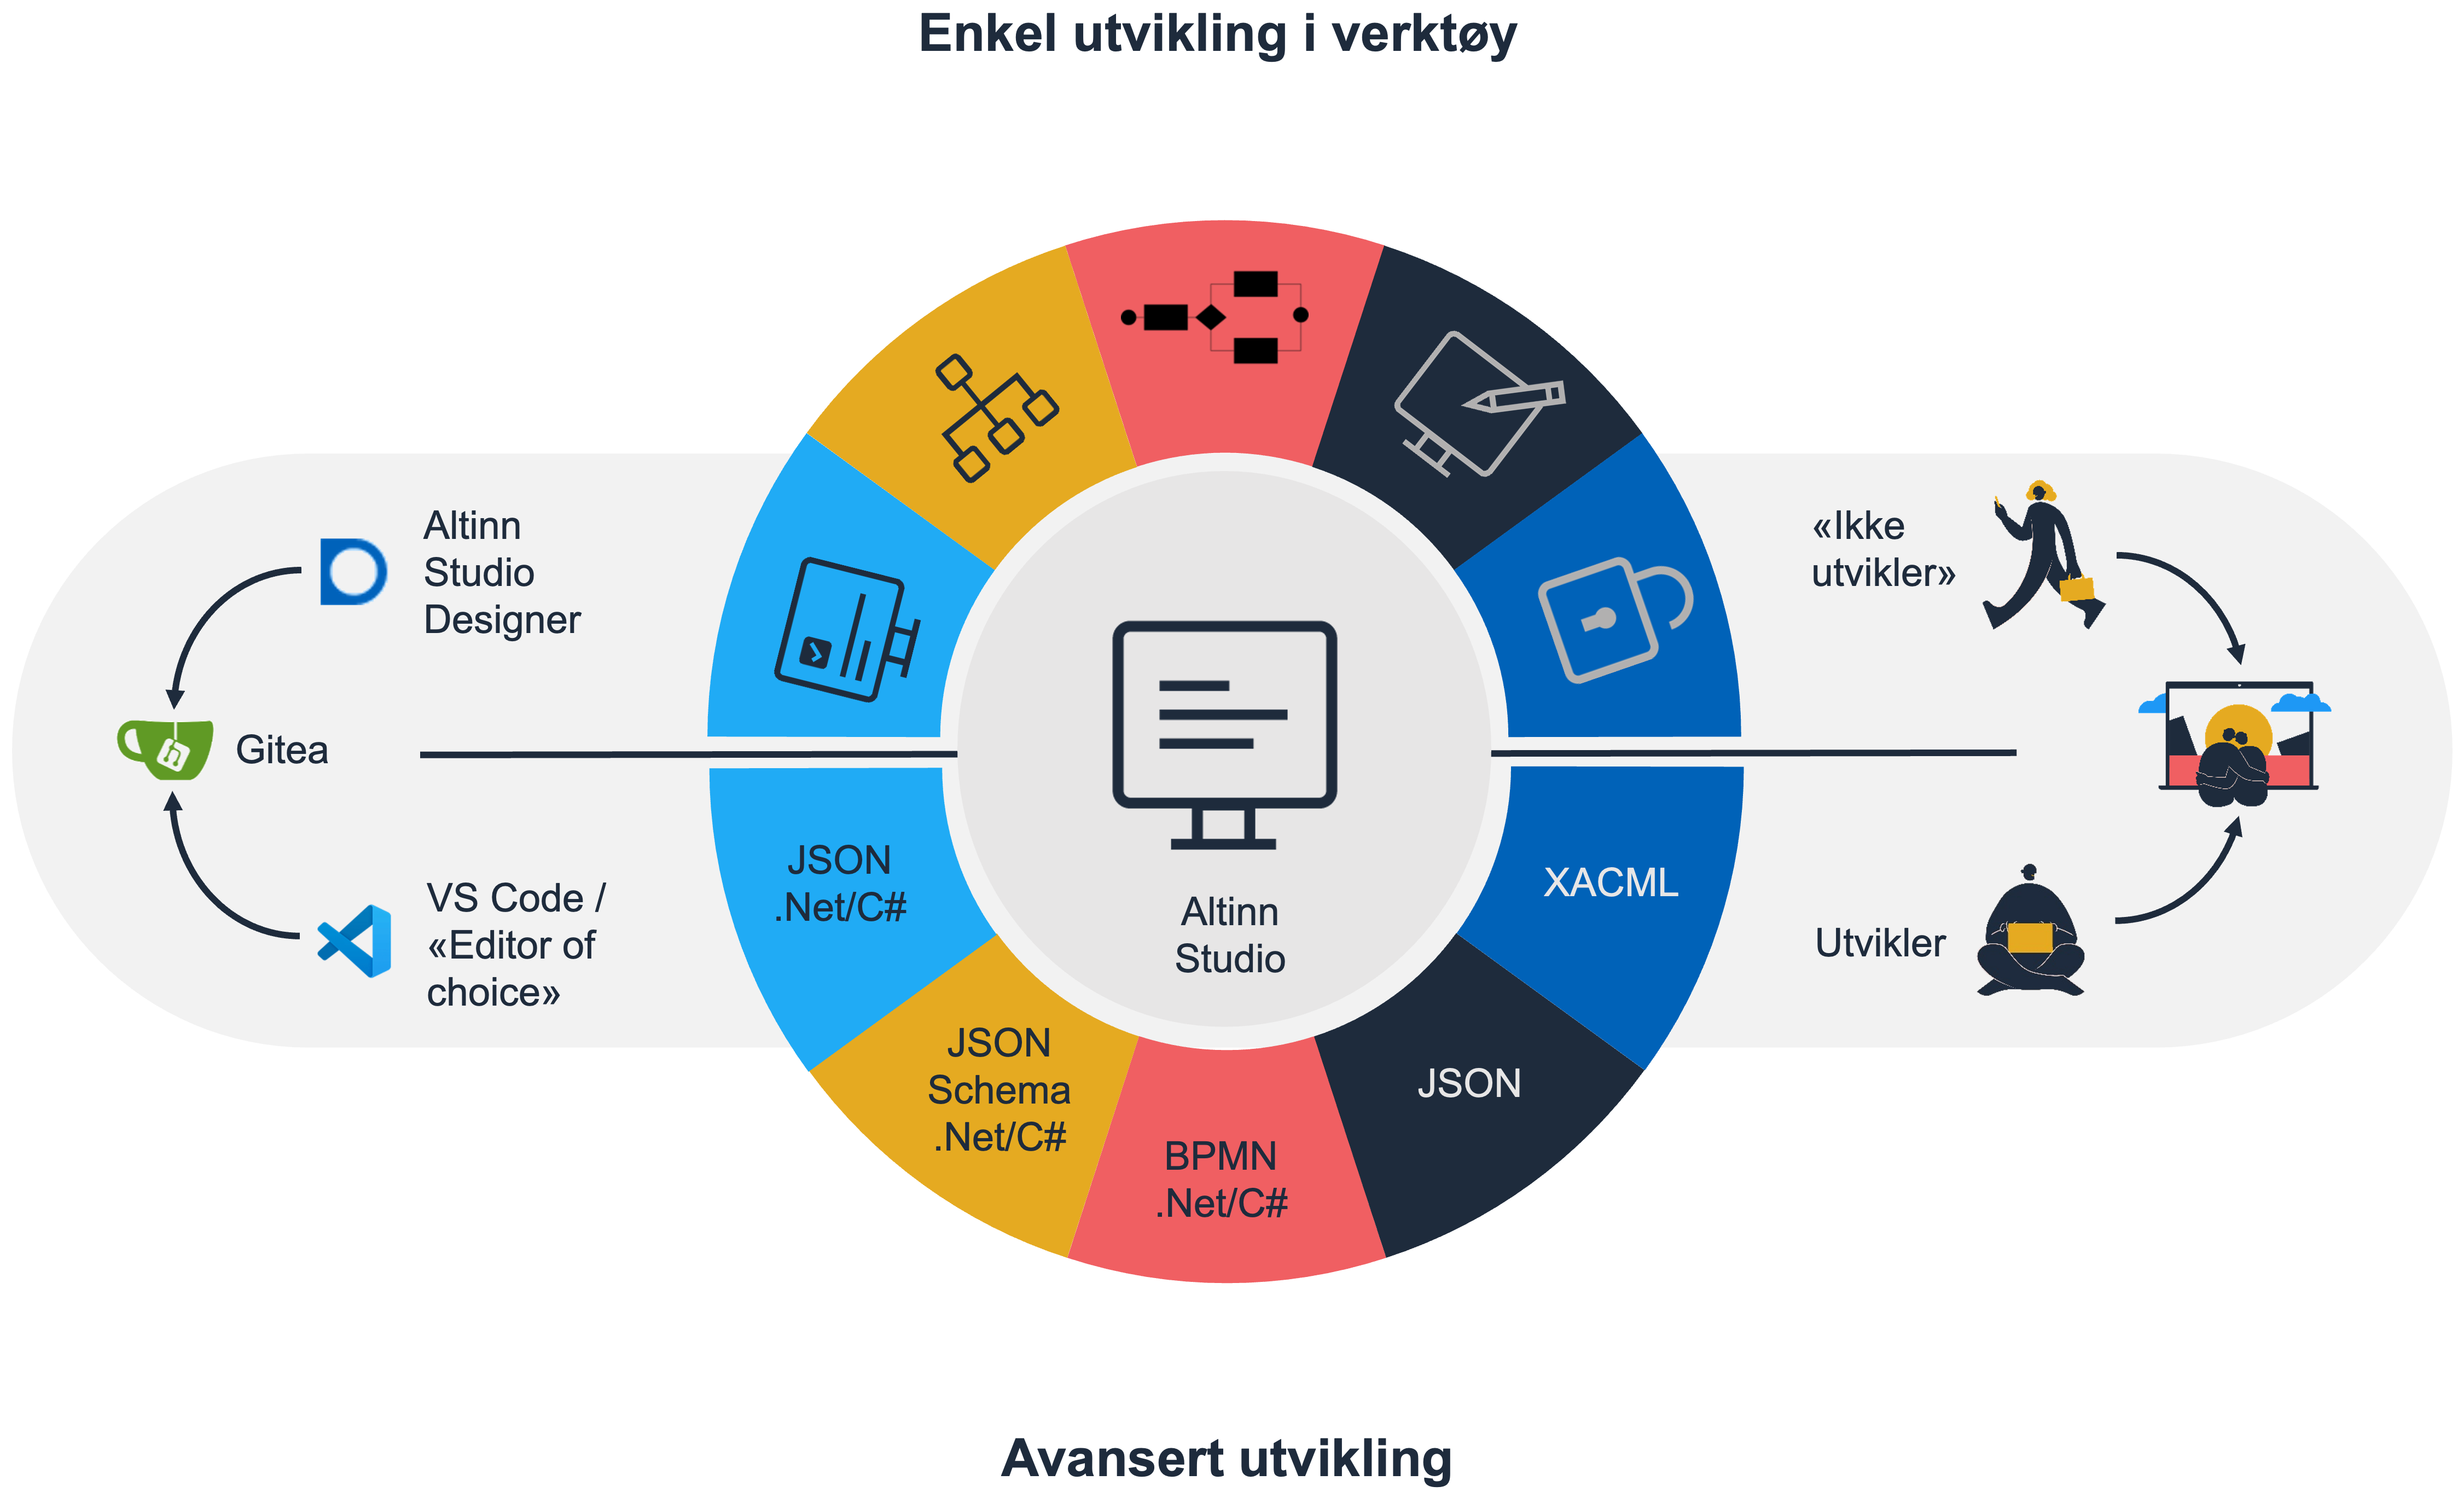 Enkel utvikling i verktøy
Altinn
Studio
Designer
«Ikke
utvikler»
Gitea
JSON
.Net/C#
XACML
VS Code /
«Editor of
choice»
Altinn
Studio
Utvikler
JSON
Schema
.Net/C#
JSON
BPMN
.Net/C#
Avansert utvikling